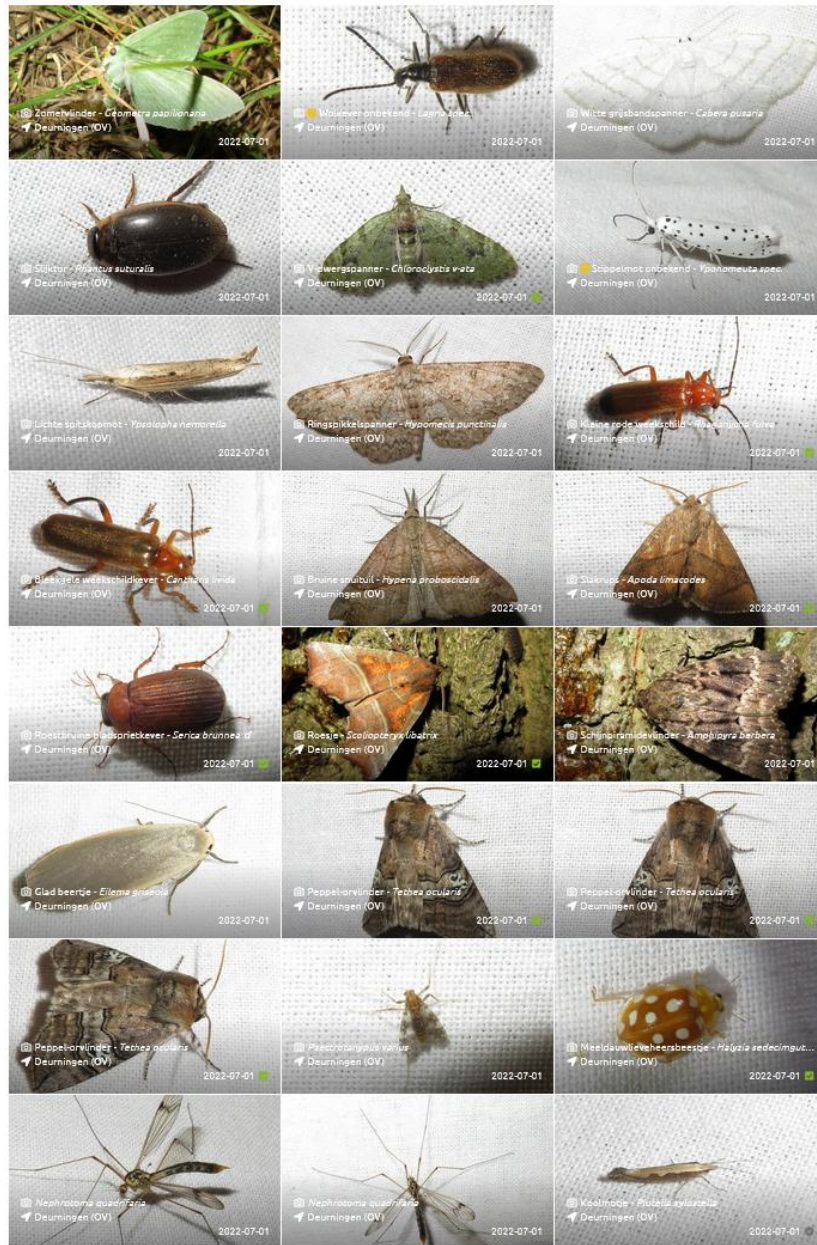 Zomervlinder - Geometra papilionaria
Deurningen (OV)
2022-07-01
Wolkever onbekend - Lagria spec.
Deurningen (OV)
2022-07-01
Witte grijsbandspanner - Cabera pusaria
Deurningen (OV)
2022-07-01
Slijktor - Rhantus suturalis
Deurningen (OV)
2022-07-01
V-dwergspanner - Chloroclystis v-ata
Deurningen (OV)
2022-07-01
Stippelmot onbekend - Yponomeuta spec.
Deurningen (OV)
2022-07-01
Lichte spitskopmot - Ypsolopha nemorella
Deurningen (OV)
2022-07-01
Ringspikkelspanner - Hypomecis punctinalis
Deurningen (OV)
2022-07-01
Kleine rode weekschild - Rhagonycha fulva
Deurningen (OV)
2022-07-01
Bleekgele weekschildkever - Cantharis livida
Deurningen (OV)
2022-07-01
Bruine snuituil - Hypena proboscidalis
Deurningen (OV)
2022-07-01
Slakrups - Apoda limacodes
Deurningen (OV)
2022-07-01
Roestbruine bladsprietkever - Serica brunnea
Deurningen (OV)
2022-07-01
Roesje - Scoliopteryx libatrix
Deurningen (OV)
2022-07-01
Schijnpiramidevlinder - Amphipyra berbera
Deurningen (OV)
2022-07-01
Glad beertje - Eilema griseola
Deurningen (OV)
2022-07-01
Peppel-orvlinder - Tethea ocularis
Deurningen (OV)
2022-07-01
Peppel-orvlinder - Tethea ocularis
Deurningen (OV)
2022-07-01
Peppel-orvlinder - Tethea ocularis
Deurningen (OV)
2022-07-01
Psectrotanypus varius
Deurningen (OV)
2022-07-01
Meeldauwlieveheersbeestje - Halyzia sedecimgut...
Deurningen (OV)
2022-07-01
Nephrotoma quadrifaria
Deurningen (OV)
2022-07-01
Nephrotoma quadrifaria
Deurningen (OV)
2022-07-01
Koolmotje - Plutella xylostella
Deurningen (OV)
2022-07-01